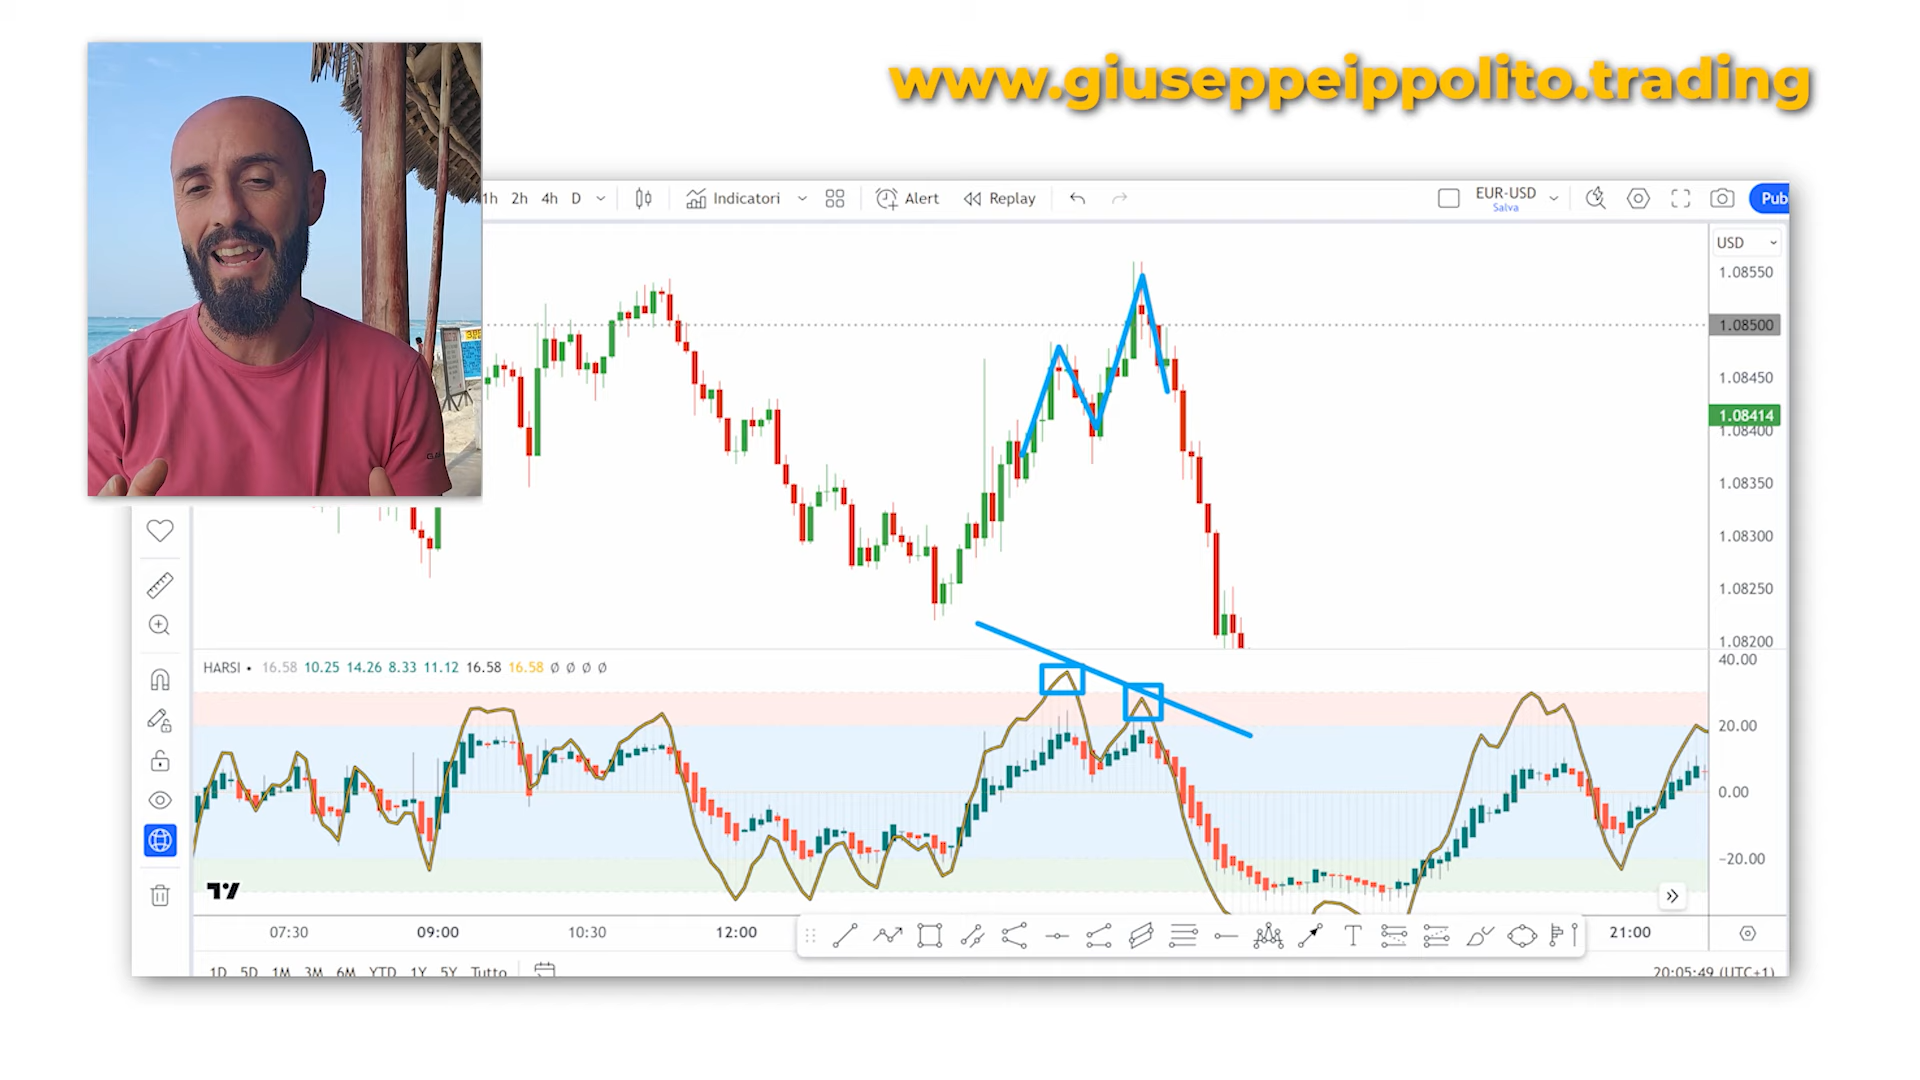 www.giuseppeippolito.trading
1h 2h 4h D Indicatori Alert Replay EUR-USD Pub
Salva
USD
1.08550
1.08500
1.08450
1.08414
1.08400
1.08350
1.08300
1.08250
1.08200
HARSI • 16.58 10.25 14.26 8.33 11.12 16.58 16.58 ∅ ∅ ∅ ∅
40.00
20.00
0.00
−20.00
07:30 09:00 10:30 12:00 21:00
1D 5D 1M 3M 6M YTD 1Y 5Y Tutto 20:05:49 (UTC+1)